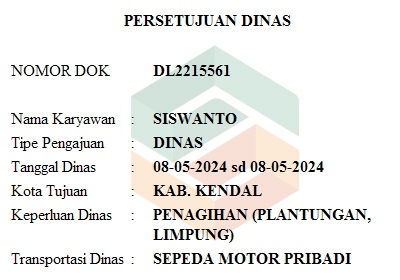 PERSETUJUAN DINAS
NOMOR DOK DL2215561
Nama Karyawan : SISWANTO
Tipe Pengajuan : DINAS
Tanggal Dinas : 08-05-2024 sd 08-05-2024
Kota Tujuan : KAB. KENDAL
Keperluan Dinas : PENAGIHAN (PLANTUNGAN,
LIMPUNG)
Transportasi Dinas : SEPEDA MOTOR PRIBADI